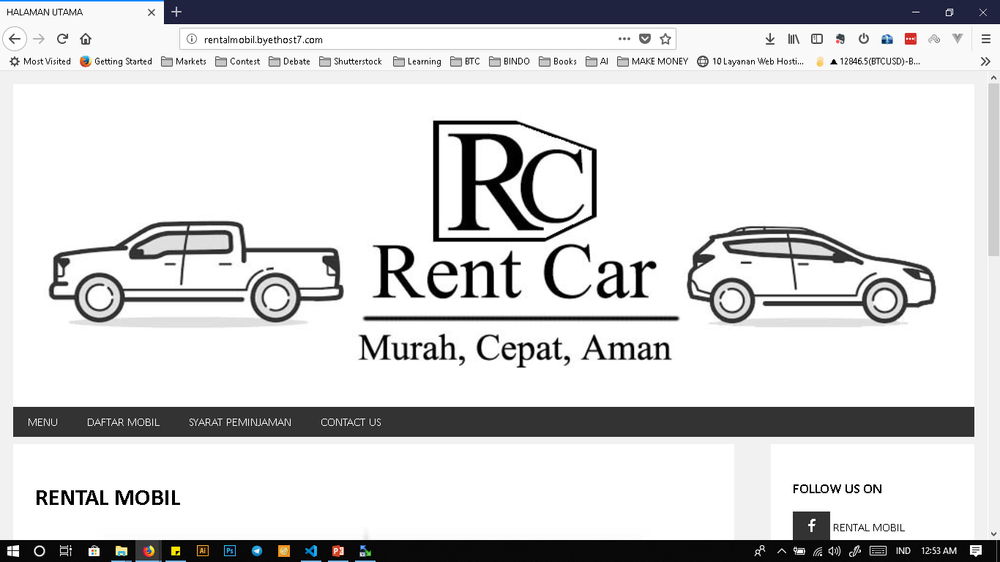 HALAMAN UTAMA
rentalmobil.byethost7.com
Most Visited Getting Started Markets Contest Debate Shutterstock Learning BTC BINDO Books AI MAKE MONEY 10 Layanan Web Hosti... ▲ 12846.5(BTCUSD)-B...
RC
Rent Car
Murah, Cepat, Aman
MENU DAFTAR MOBIL SYARAT PEMINJAMAN CONTACT US
RENTAL MOBIL
FOLLOW US ON
f RENTAL MOBIL
Ai Ps IND 12:53 AM